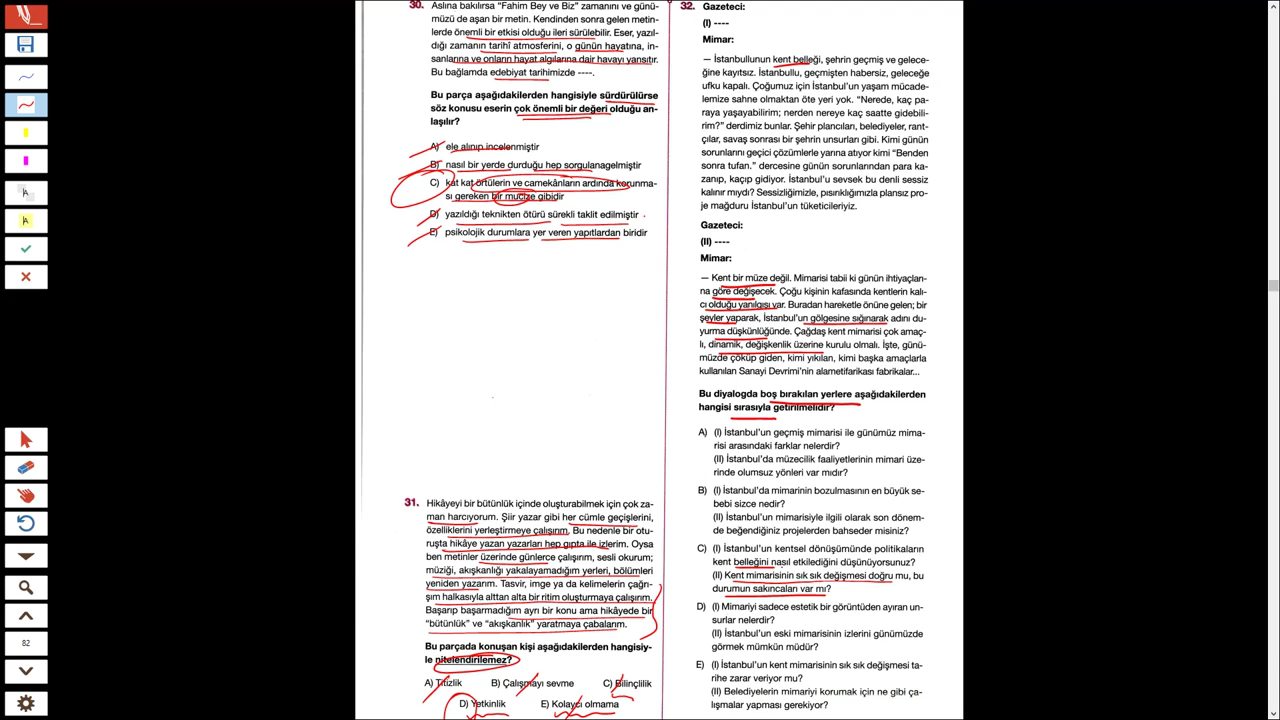 30. Aslına bakılırsa “Fahim Bey ve Biz” zamanını ve günü-
müzü de aşan bir metin. Kendinden sonra gelen metin-
lerde önemli bir etkisi olduğu ileri sürülebilir. Eser, yazıl-
dığı zamanın tarihî atmosferini, o günün hayatına, in-
sanlarına ve onların hayat algılarına dair havayı yansıtır.
Bu bağlamda edebiyat tarihimizde ----.
Bu parça aşağıdakilerden hangisiyle sürdürülürse
söz konusu eserin çok önemli bir değeri olduğu an-
laşılır?
A) ele alınıp incelenmiştir
B) nasıl bir yerde durduğu hep sorgulanagelmiştir
C) kat kat örtülerin ve camekânların ardında korunma-
sı gereken bir mucize gibidir
D) yazıldığı teknikten ötürü sürekli taklit edilmiştir
E) psikolojik durumlara yer veren yapıtlardan biridir
31. Hikâyeyi bir bütünlük içinde oluşturabilmek için çok za-
man harcıyorum. Şiir yazar gibi her cümle geçişlerini,
özelliklerini yerleştirmeye çalışırım. Bu nedenle bir otu-
ruşta hikâye yazan yazarları hep gıpta ile izlerim. Oysa
ben metinler üzerinde günlerce çalışırım, sesli okurum;
müziği, akışkanlığı yakalayamadığım yerleri, bölümleri
yeniden yazarım. Tasvir, imge ya da kelimelerin çağrı-
şım halkasıyla alttan alta bir ritim oluşturmaya çalışırım.
Başarıp başarmadığım ayrı bir konu ama hikâyede bir
“bütünlük” ve “akışkanlık” yaratmaya çabalarım.
Bu parçada konuşan kişi aşağıdakilerden hangisiy-
le nitelendirilemez?
A) Titizlik B) Çalışmayı sevme C) Bilinçlilik
D) Yetkinlik E) Kolaycı olmama
32. Gazeteci:
(I) ----
Mimar:
— İstanbullunun kent belleği, şehrin geçmiş ve gelece-
ğine kayıtsız. İstanbullu, geçmişten habersiz, geleceğe
ufku kapalı. Çoğumuz için İstanbul’un yaşam mücade-
lemize sahne olmaktan öte yeri yok. “Nerede, kaç pa-
raya yaşayabilirim; nerden nereye kaç saatte gidebili-
rim?” derdimiz bunlar. Şehir plancıları, belediyeler, rant-
çılar, savaş sonrası bir şehrin unsurları gibi. Kimi günün
sorunlarını geçici çözümlerle yarına atıyor kimi “Benden
sonra tufan.” dercesine günün sorunlarından para ka-
zanıp, kaçıp gidiyor. İstanbul’u sevsek bu denli sessiz
kalınır mıydı? Sessizliğimizle, pısırıklığımızla plansız pro-
je mağduru İstanbul’un tüketicileriyiz.
Gazeteci:
(II) ----
Mimar:
— Kent bir müze değil. Mimarisi tabii ki günün ihtiyaçları-
na göre değişecek. Çoğu kişinin kafasında kentlerin kalı-
cı olduğu yanılgısı var. Buradan hareketle önüne gelen; bir
şeyler yaparak, İstanbul’un gölgesine sığınarak adını du-
yurma düşkünlüğünde. Çağdaş kent mimarisi çok amaç-
lı, dinamik, değişkenlik üzerine kurulu olmalı. İşte, günü-
müzde çöküp giden, kimi yıkılan, kimi başka amaçlarla
kullanılan Sanayi Devrimi’nin alametifarikası fabrikalar...
Bu diyalogda boş bırakılan yerlere aşağıdakilerden
hangisi sırasıyla getirilmelidir?
A) (I) İstanbul’un geçmiş mimarisi ile günümüz mima-
risi arasındaki farklar nelerdir?
(II) İstanbul’da müzecilik faaliyetlerinin mimari üze-
rinde olumsuz yönleri var mıdır?
B) (I) İstanbul’da mimarinin bozulmasının en büyük se-
bebi sizce nedir?
(II) İstanbul’un mimarisiyle ilgili olarak son dönem-
de beğendiğiniz projelerden bahseder misiniz?
C) (I) İstanbul’un kentsel dönüşümünde politikaların
kent belleğini nasıl etkilediğini düşünüyorsunuz?
(II) Kent mimarisinin sık sık değişmesi doğru mu, bu
durumun sakıncaları var mı?
D) (I) Mimariyi sadece estetik bir görüntüden ayıran un-
surlar nelerdir?
(II) İstanbul’un eski mimarisinin izlerini günümüzde
görmek mümkün müdür?
E) (I) İstanbul’un kent mimarisinin sık sık değişmesi ta-
rihe zarar veriyor mu?
(II) Belediyelerin mimariyi korumak için ne gibi ça-
lışmalar yapması gerekiyor?
82